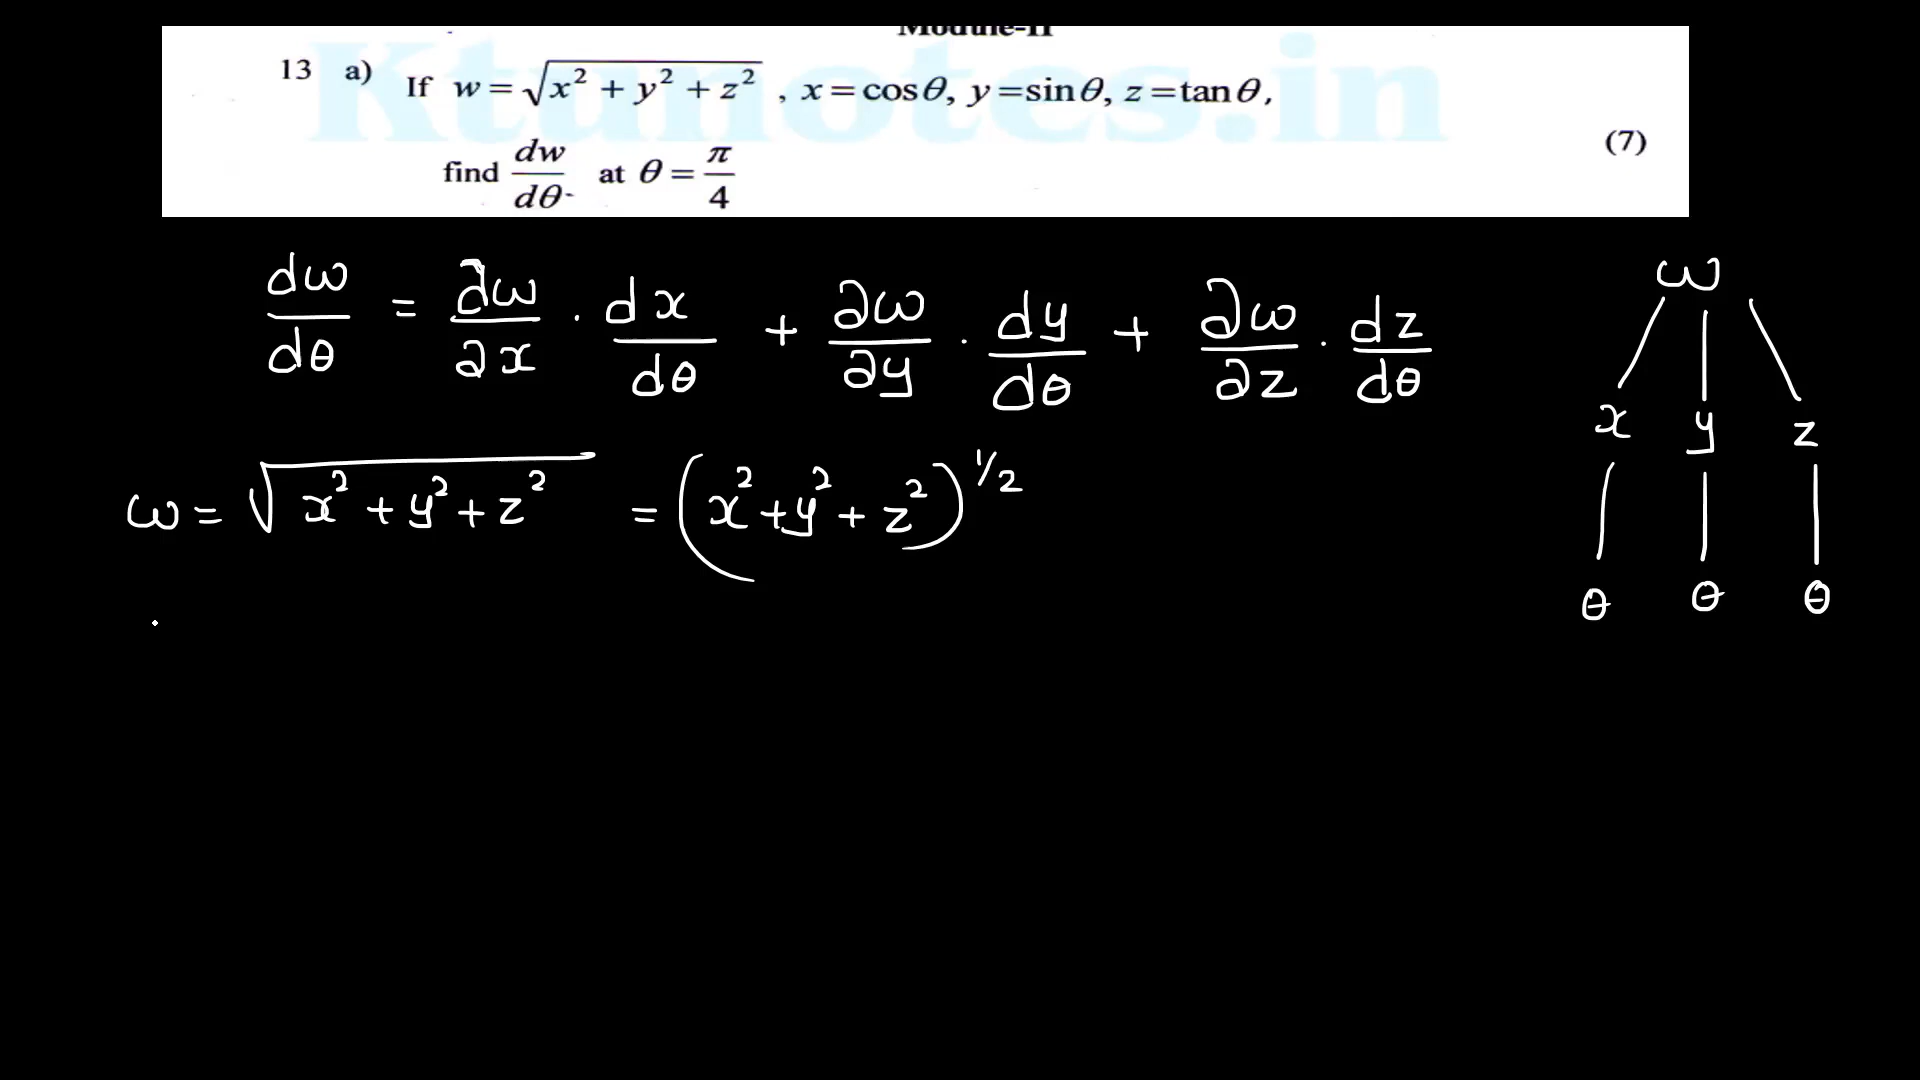 Module-II
Ktunotes.in
13 a) If w = √(x² + y² + z²) , x = cosθ, y = sinθ, z = tanθ,
find dw/dθ at θ = π/4
(7)
dω/dθ = ∂ω/∂x . dx/dθ + ∂ω/∂y . dy/dθ + ∂ω/∂z . dz/dθ
ω = √(x² + y² + z²) = (x² + y² + z²)^1/2
ω
x y z
θ θ θ